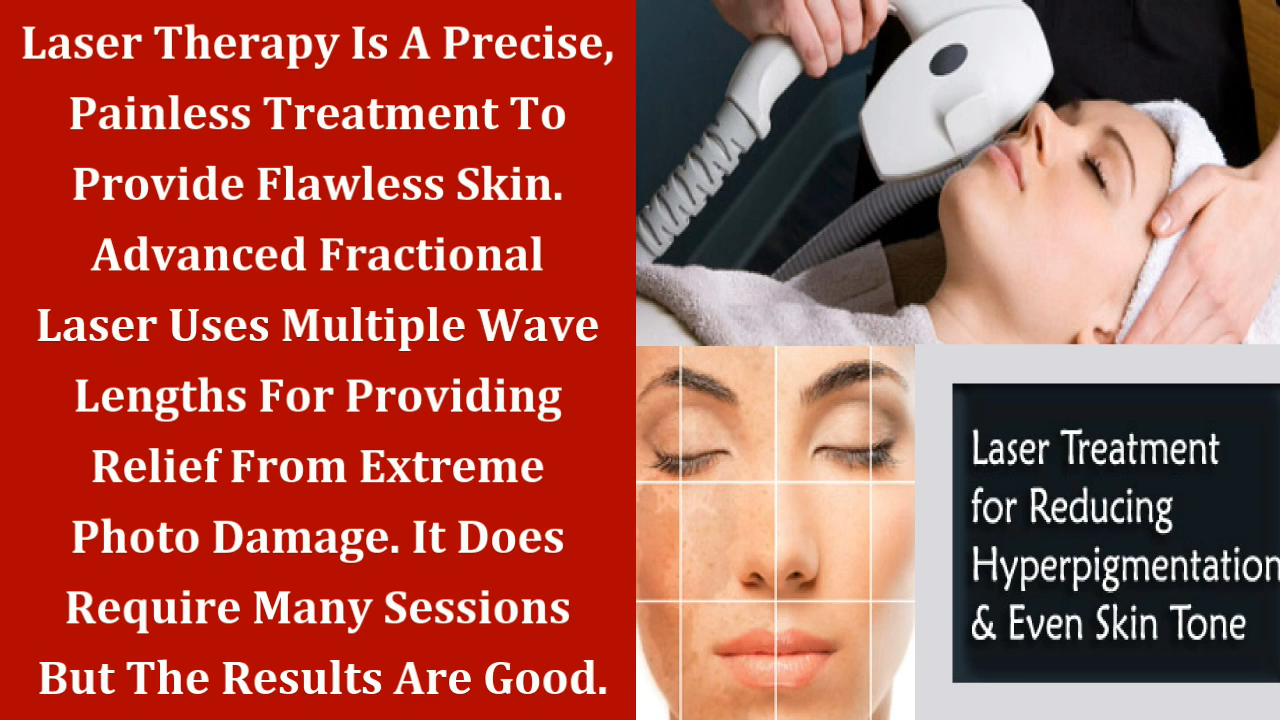 Laser Therapy Is A Precise,
Painless Treatment To
Provide Flawless Skin.
Advanced Fractional
Laser Uses Multiple Wave
Lengths For Providing
Relief From Extreme
Photo Damage. It Does
Require Many Sessions
But The Results Are Good.
Laser Treatment
for Reducing
Hyperpigmentation
& Even Skin Tone